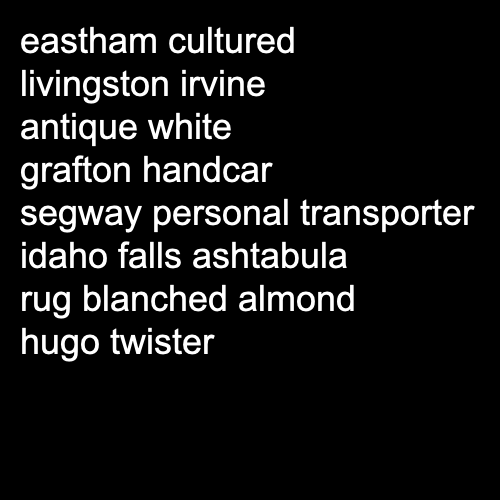 eastham cultured
livingston irvine
antique white
grafton handcar
segway personal transporter
idaho falls ashtabula
rug blanched almond
hugo twister